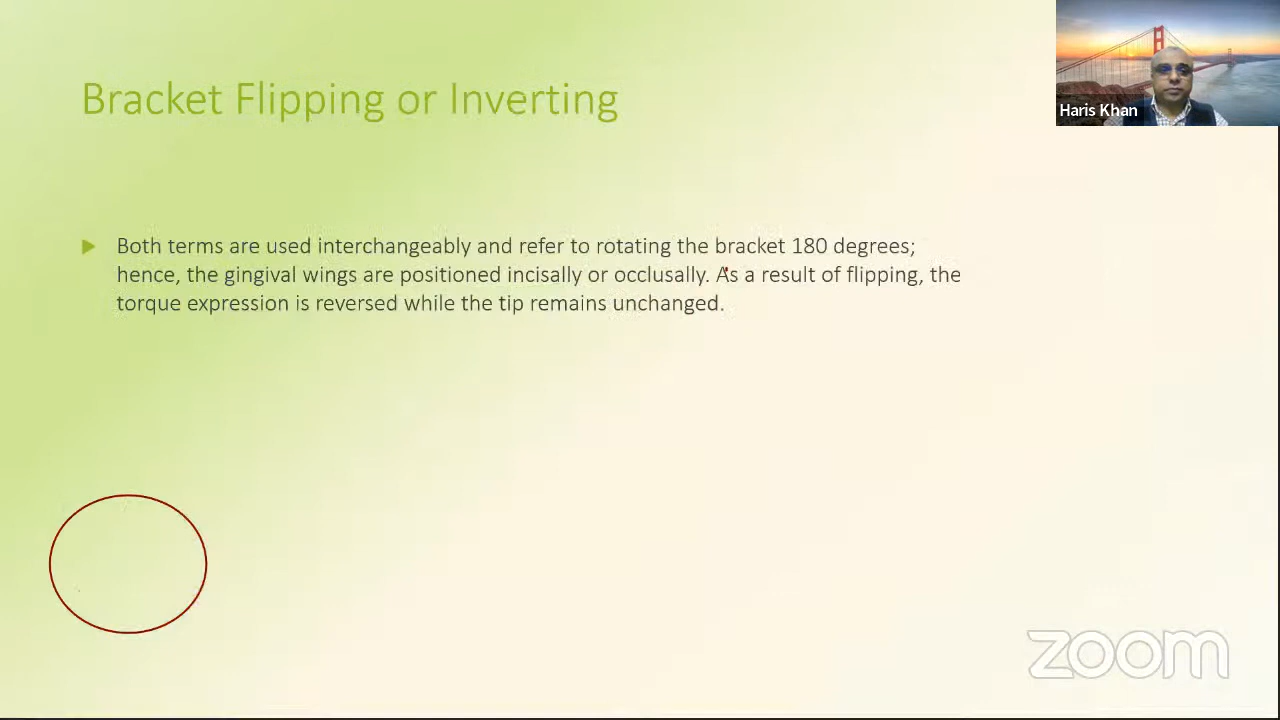 Bracket Flipping or Inverting
Haris Khan
Both terms are used interchangeably and refer to rotating the bracket 180 degrees;
hence, the gingival wings are positioned incisally or occlusally. As a result of flipping, the
torque expression is reversed while the tip remains unchanged.
zoom